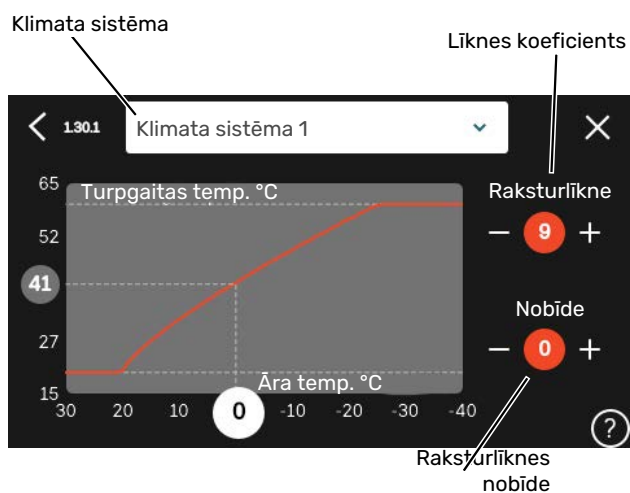 Klimata sistēma
Līknes koeficients
1.30.1
Klimata sistēma 1
65
Turpgaitas temp. °C
Raksturlīkne
52
9
41
Nobīde
27
0
Āra temp. °C
15
30 20 10 0 -10 -20 -30 -40
?
Raksturlīknes
nobīde